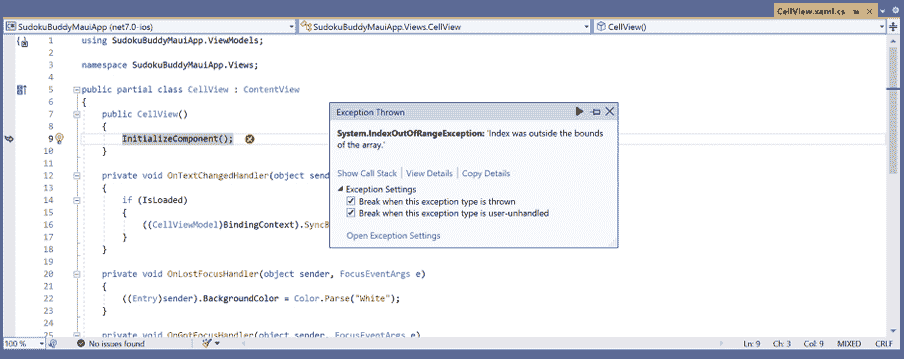 CellView.xaml.cs
SudokuBuddyMauiApp (net7.0-ios)
SudokuBuddyMauiApp.Views.CellView
CellView()
1 using SudokuBuddyMauiApp.ViewModels;
2
3 namespace SudokuBuddyMauiApp.Views;
4
5 public partial class CellView : ContentView
6 {
7 public CellView()
8 {
9 InitializeComponent();
10 }
11
12 private void OnTextChangedHandler(object send
13 {
14 if (IsLoaded)
15 {
16 ((CellViewModel)BindingContext).SyncB
17 }
18 }
19
20 private void OnLostFocusHandler(object sender, FocusEventArgs e)
21 {
22 ((Entry)sender).BackgroundColor = Color.Parse("White");
23 }
24
25 private void OnGotFocusHandler(object sender, FocusEventArgs e)
Exception Thrown
System.IndexOutOfRangeException: 'Index was outside the bounds
of the array.'
Show Call Stack | View Details | Copy Details
Exception Settings
Break when this exception type is thrown
Break when this exception type is user-unhandled
Open Exception Settings
100 %
No issues found
Ln: 9 Ch: 3 Col: 9 MIXED CRLF